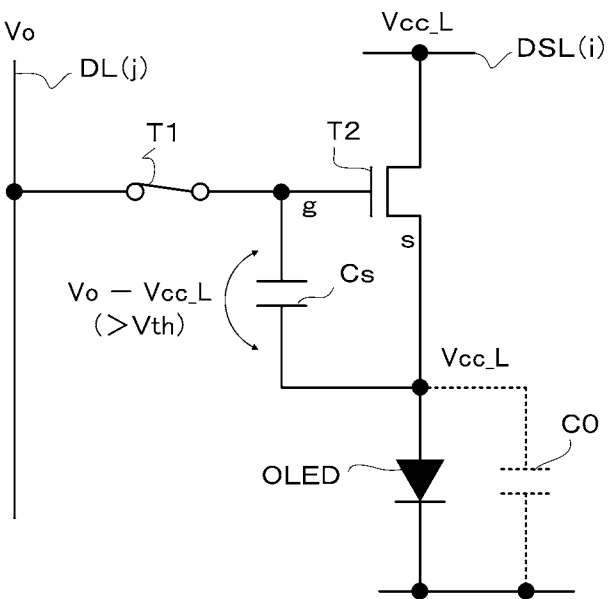 Vo
Vcc_L
DL(j)
DSL(i)
T1
T2
g
s
Vo − Vcc_L
(>Vth)
Cs
Vcc_L
C0
OLED